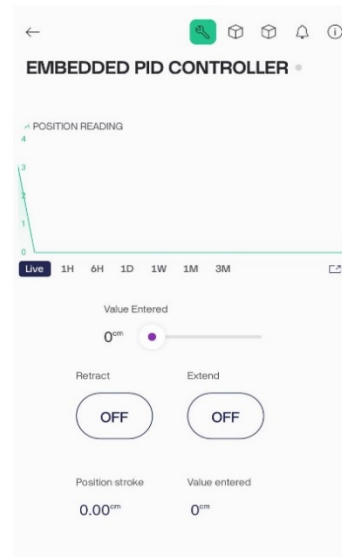 EMBEDDED PID CONTROLLER
POSITION READING
4
3
2
1
0
Live 1H 6H 1D 1W 1M 3M
Value Entered
0cm
Retract Extend
OFF OFF
Position stroke Value entered
0.00cm 0cm